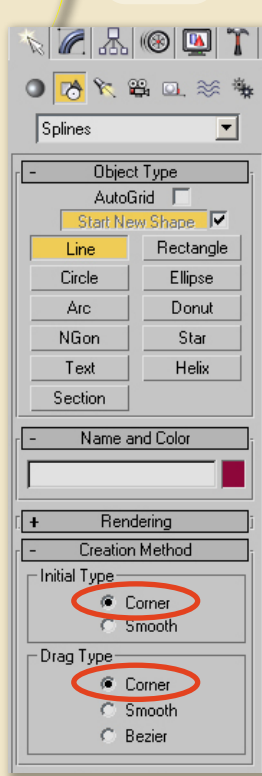 Splines
- Object Type
AutoGrid
Start New Shape
Line Rectangle
Circle Ellipse
Arc Donut
NGon Star
Text Helix
Section
- Name and Color
+ Rendering
- Creation Method
Initial Type
Corner
Smooth
Drag Type
Corner
Smooth
Bezier